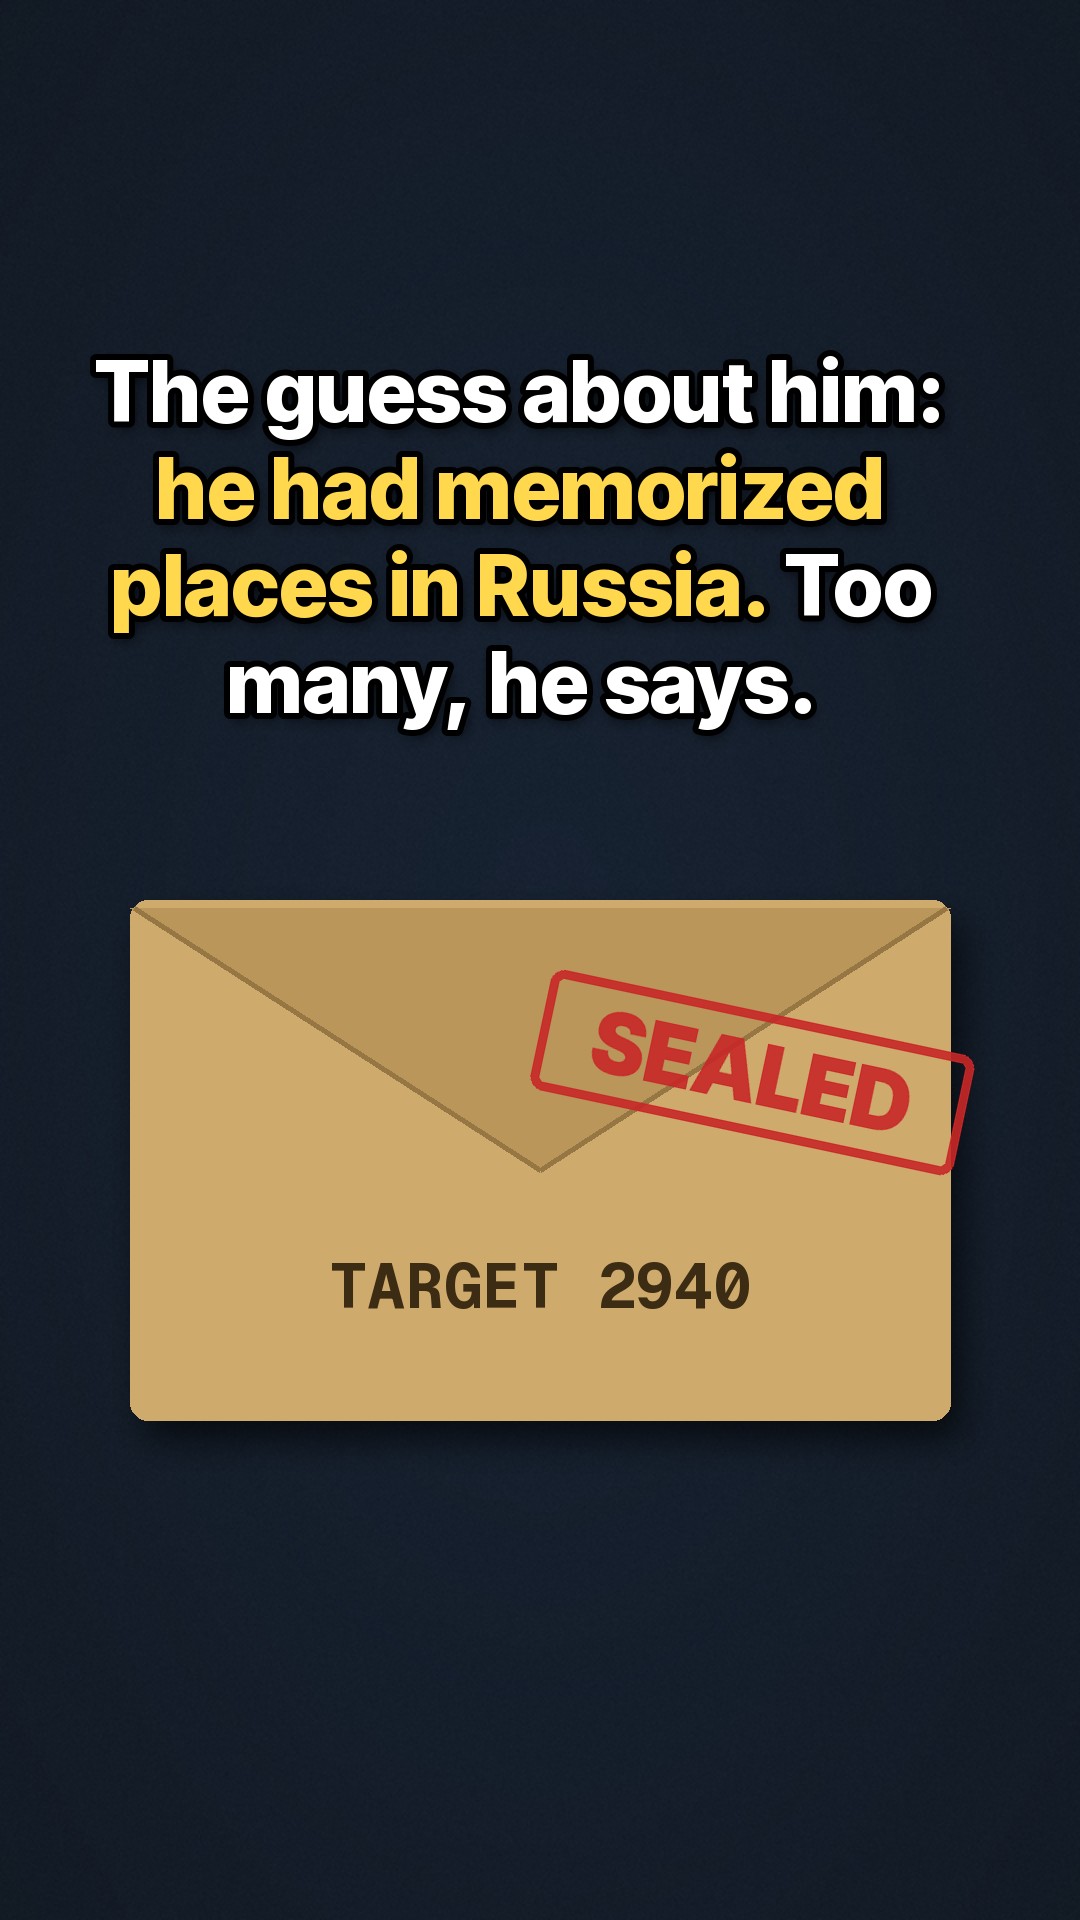 The guess about him:
he had memorized
places in Russia. Too
many, he says.
SEALED
TARGET 2940